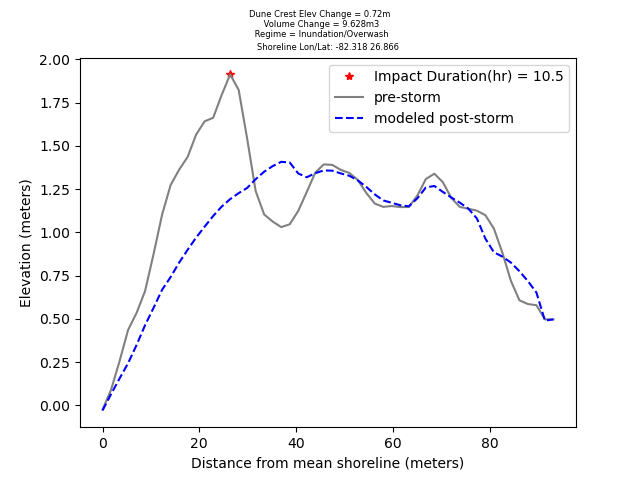 Dune Crest Elev Change = 0.72m
Volume Change = 9.628m3
Regime = Inundation/Overwash
Shoreline Lon/Lat: -82.318 26.866
Impact Duration(hr) = 10.5
pre-storm
modeled post-storm
Elevation (meters)
2.00
1.75
1.50
1.25
1.00
0.75
0.50
0.25
0.00
0
20
40
60
80
Distance from mean shoreline (meters)